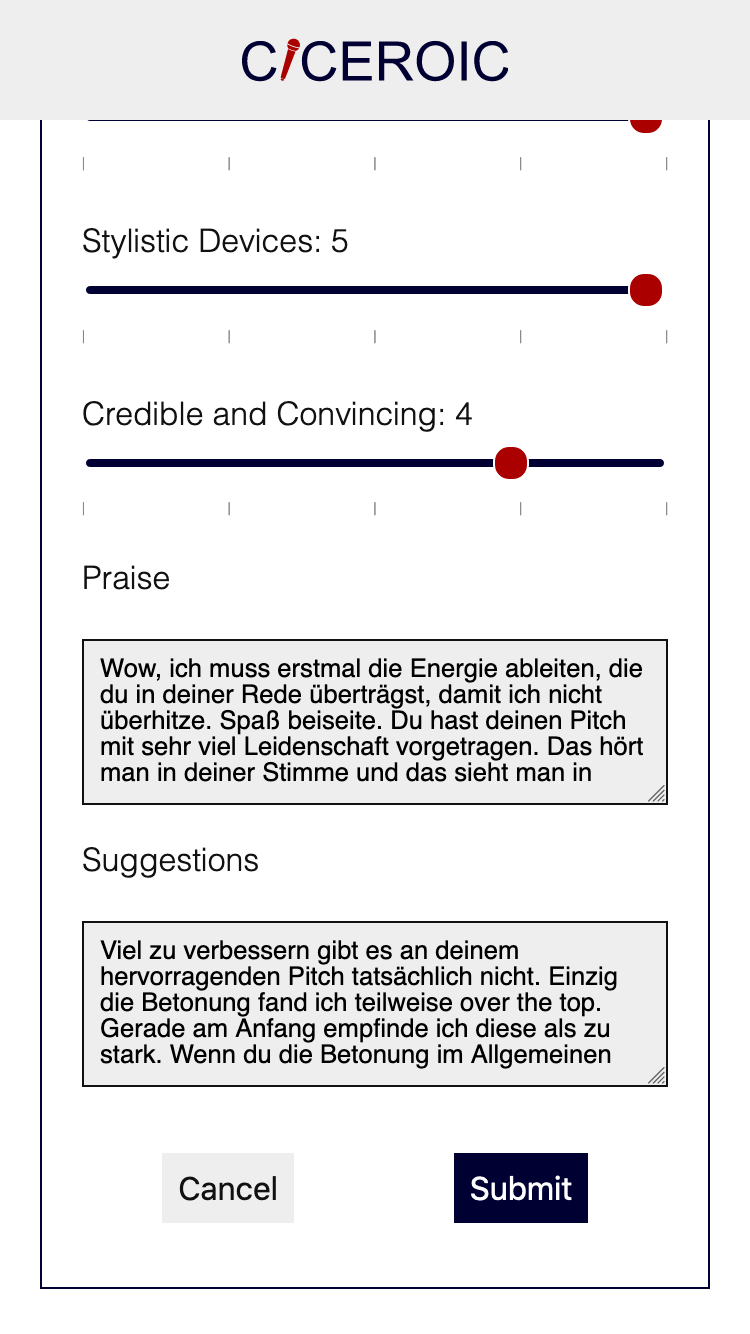 CICEROIC
Stylistic Devices: 5
Credible and Convincing: 4
Praise
Wow, ich muss erstmal die Energie ableiten, die
du in deiner Rede überträgst, damit ich nicht
überhitze. Spaß beiseite. Du hast deinen Pitch
mit sehr viel Leidenschaft vorgetragen. Das hört
man in deiner Stimme und das sieht man in
Suggestions
Viel zu verbessern gibt es an deinem
hervorragenden Pitch tatsächlich nicht. Einzig
die Betonung fand ich teilweise over the top.
Gerade am Anfang empfinde ich diese als zu
stark. Wenn du die Betonung im Allgemeinen
Cancel
Submit